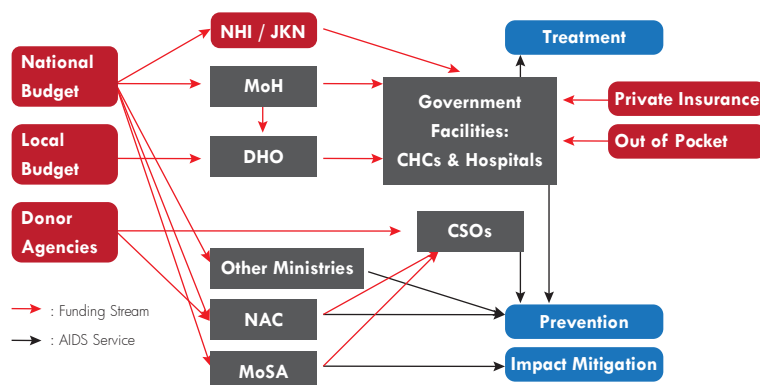 NHI / JKN
Treatment
National
Budget
MoH
Government
Facilities:
CHCs & Hospitals
Private Insurance
Local
Budget
DHO
Out of Pocket
Donor
Agencies
CSOs
Other Ministries
: Funding Stream
NAC
Prevention
: AIDS Service
MoSA
Impact Mitigation